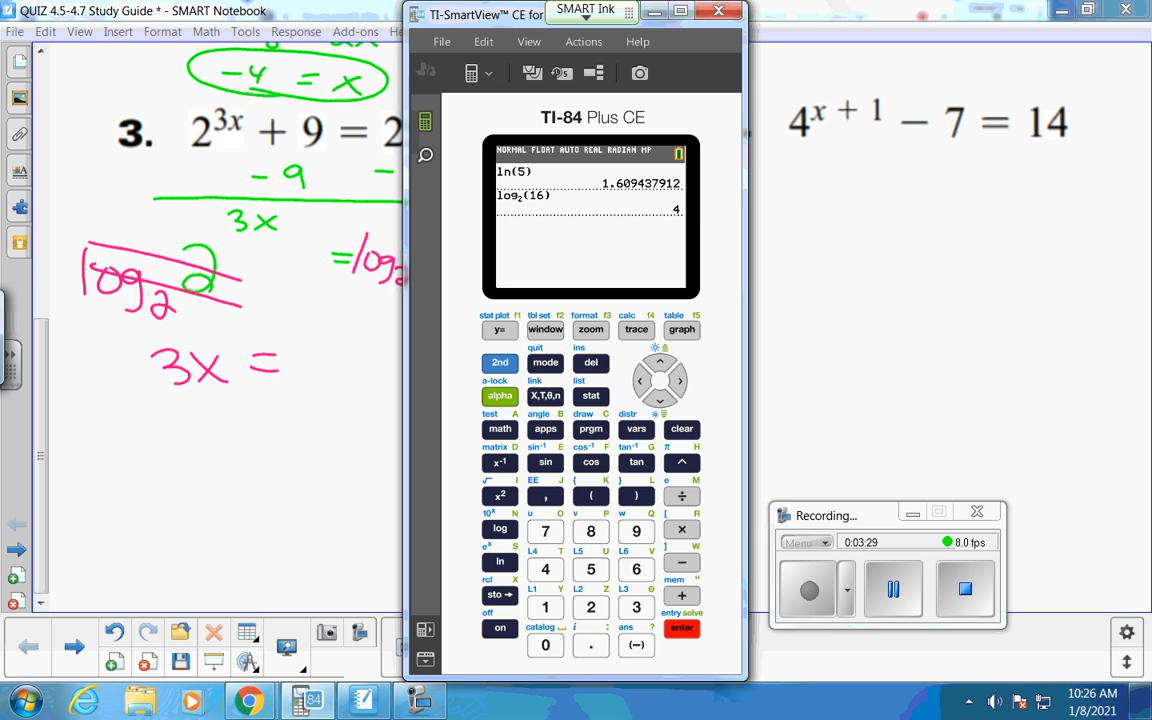 QUIZ 4.5-4.7 Study Guide * - SMART Notebook
File Edit View Insert Format Math Tools Response Add-ons
-4 = x
3. 2^{3x} + 9 = 2
- 9 -
3x
log₂ 2 = log₂
3x =
TI-SmartView™ CE for
SMART Ink
File Edit View Actions Help
TI-84 Plus CE
NORMAL FLOAT AUTO REAL RADIAN MP
ln(5)
1.609437912
log₂(16)
4
stat plot f1 tbl set f2 format f3 calc f4 table f5
y= window zoom trace graph
quit ins
2nd mode del
a-lock link list
alpha X,T,θ,n stat
test A angle B draw C distr
math apps prgm vars clear
matrix D sin⁻¹ E cos⁻¹ F tan⁻¹ G π H
x⁻¹ sin cos tan ^
√ I EE J { K } L e M
x² , ( ) ÷
10ˣ N u O v P w Q [ R
log 7 8 9 ×
eˣ S L4 T L5 U L6 V ] W
ln 4 5 6 −
rcl X L1 Y L2 Z L3 θ mem "
sto → 1 2 3 +
off catalog i : ans ? entry solve
on 0 . (−) enter
4^{x + 1} − 7 = 14
Recording...
Menu 0:03:29 8.0 fps
84
10:26 AM
1/8/2021